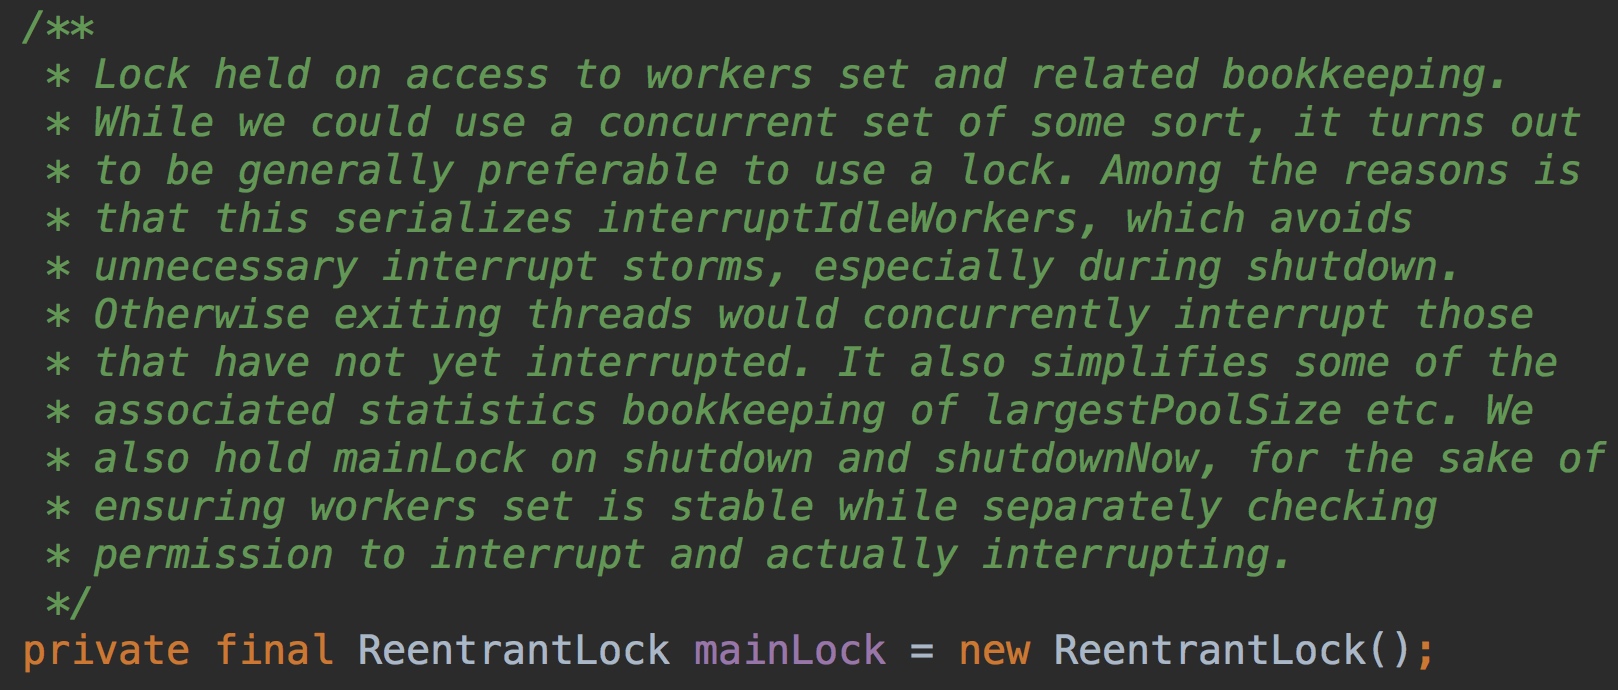 /**
* Lock held on access to workers set and related bookkeeping.
* While we could use a concurrent set of some sort, it turns out
* to be generally preferable to use a lock. Among the reasons is
* that this serializes interruptIdleWorkers, which avoids
* unnecessary interrupt storms, especially during shutdown.
* Otherwise exiting threads would concurrently interrupt those
* that have not yet interrupted. It also simplifies some of the
* associated statistics bookkeeping of largestPoolSize etc. We
* also hold mainLock on shutdown and shutdownNow, for the sake of
* ensuring workers set is stable while separately checking
* permission to interrupt and actually interrupting.
*/
private final ReentrantLock mainLock = new ReentrantLock();